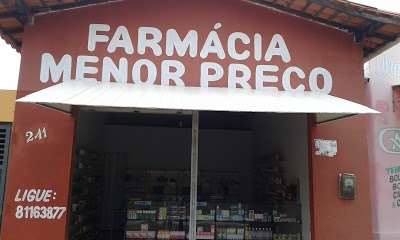 FARMÁCIA
MENOR PREÇO
241
LIGUE:
81163877